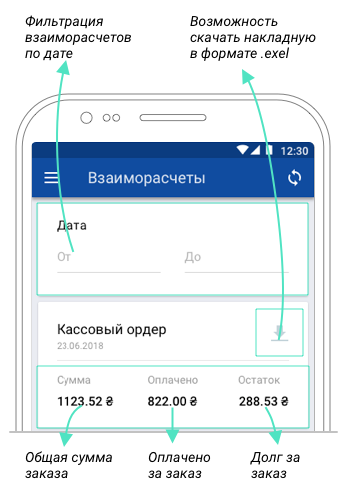 Фильтрация
взаиморасчетов
по дате
Возможность
скачать накладную
в формате .exel
12:30
Взаиморасчеты
Дата
От
До
Кассовый ордер
23.06.2018
Сумма Оплачено Остаток
1123.52 ₴ 822.00 ₴ 288.53 ₴
Общая сумма
заказа
Оплачено
за заказ
Долг за
заказ